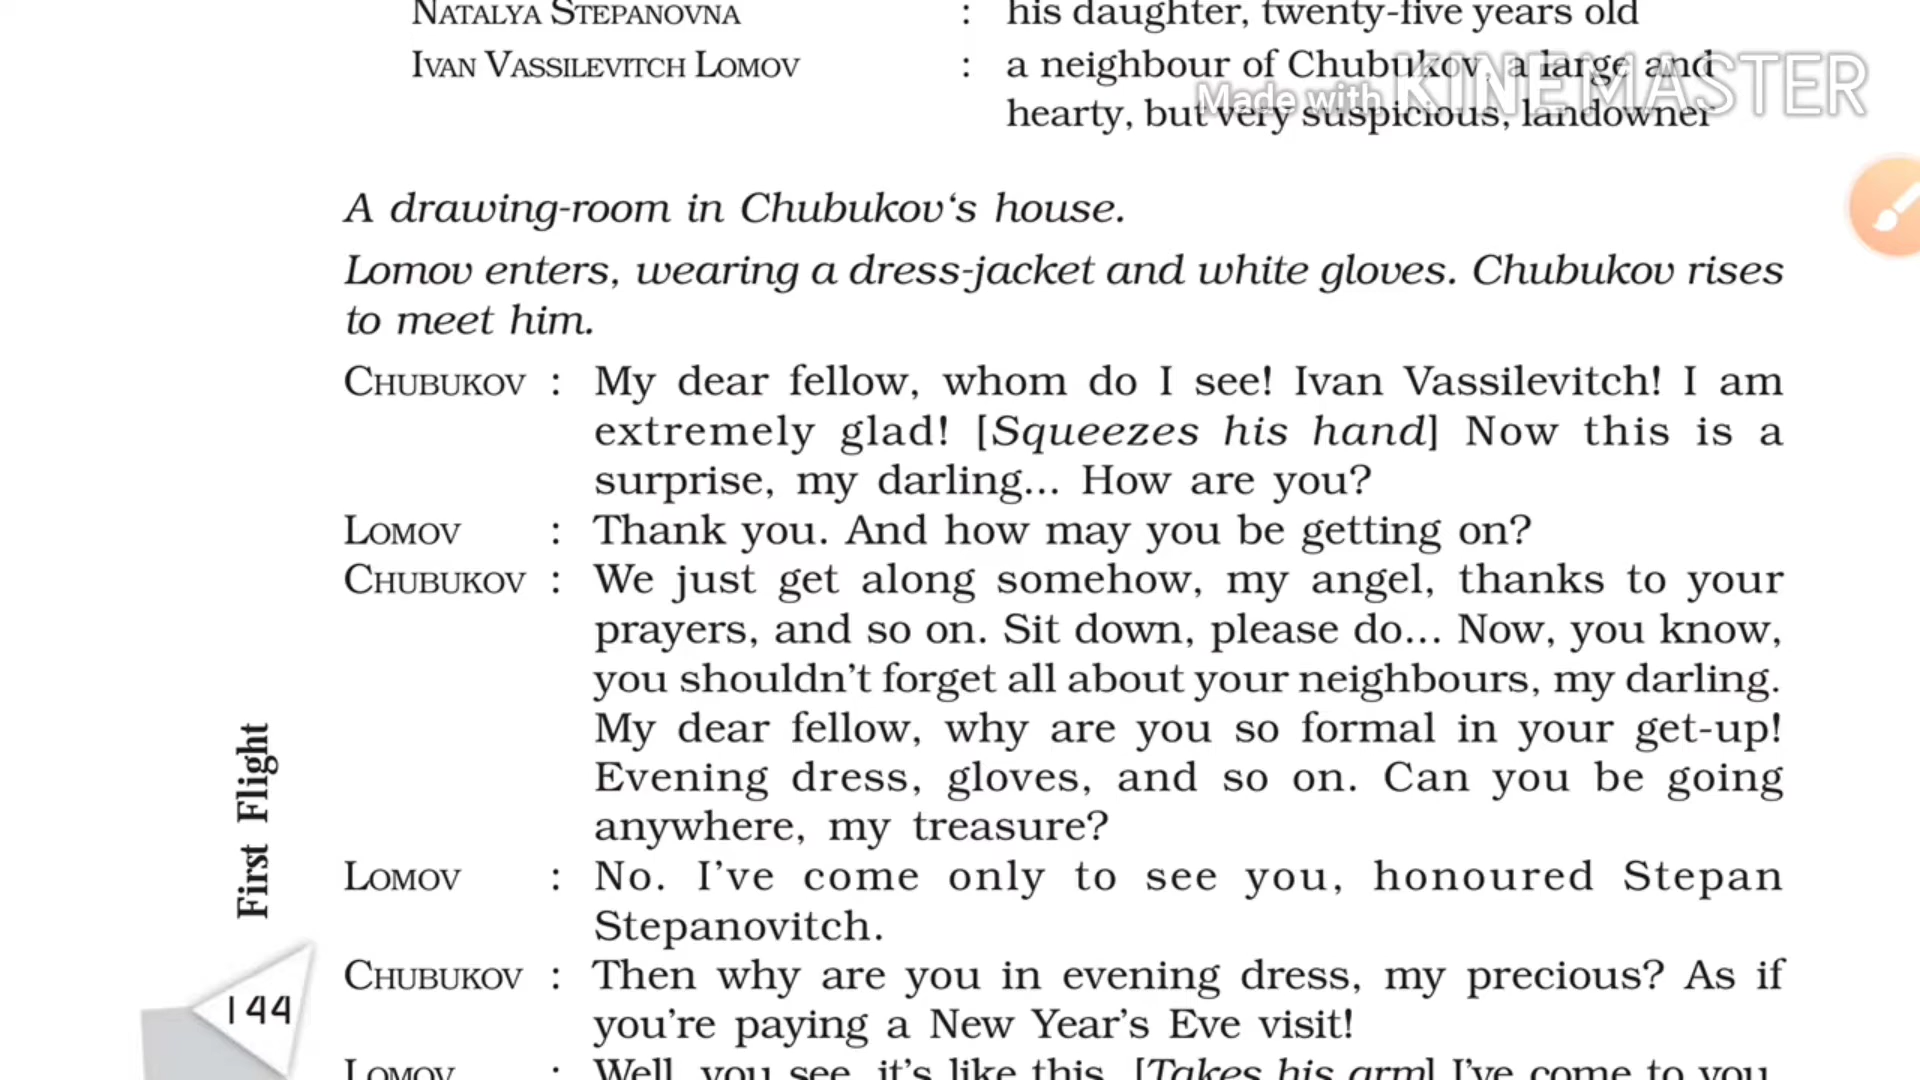 NATALYA STEPANOVNA : his daughter, twenty-five years old
IVAN VASSILEVITCH LOMOV : a neighbour of Chubukov, a large and
hearty, but very suspicious, landowner
Made with KINEMASTER
A drawing-room in Chubukov‘s house.
Lomov enters, wearing a dress-jacket and white gloves. Chubukov rises
to meet him.
CHUBUKOV : My dear fellow, whom do I see! Ivan Vassilevitch! I am
extremely glad! [Squeezes his hand] Now this is a
surprise, my darling... How are you?
LOMOV : Thank you. And how may you be getting on?
CHUBUKOV : We just get along somehow, my angel, thanks to your
prayers, and so on. Sit down, please do... Now, you know,
you shouldn’t forget all about your neighbours, my darling.
My dear fellow, why are you so formal in your get-up!
Evening dress, gloves, and so on. Can you be going
anywhere, my treasure?
LOMOV : No. I’ve come only to see you, honoured Stepan
Stepanovitch.
CHUBUKOV : Then why are you in evening dress, my precious? As if
you’re paying a New Year’s Eve visit!
LOMOV : Well, you see, it’s like this. [Takes his arm] I’ve come to you,
First Flight
144